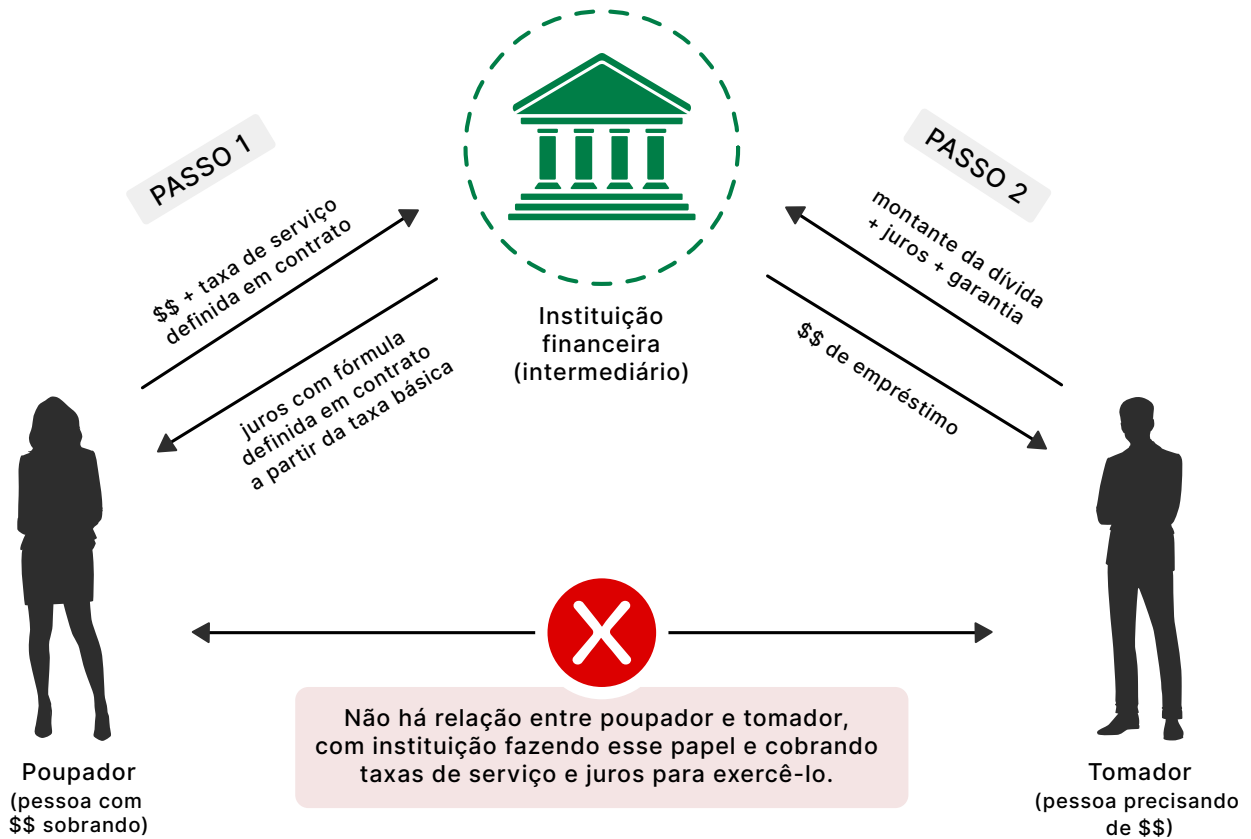 PASSO 1
$$ + taxa de serviço
definida em contrato
juros com fórmula
definida em contrato
a partir da taxa básica
Instituição
financeira
(intermediário)
PASSO 2
montante da dívida
+ juros + garantia
$$ de empréstimo
Não há relação entre poupador e tomador,
com instituição fazendo esse papel e cobrando
taxas de serviço e juros para exercê-lo.
Poupador
(pessoa com
$$ sobrando)
Tomador
(pessoa precisando
de $$)